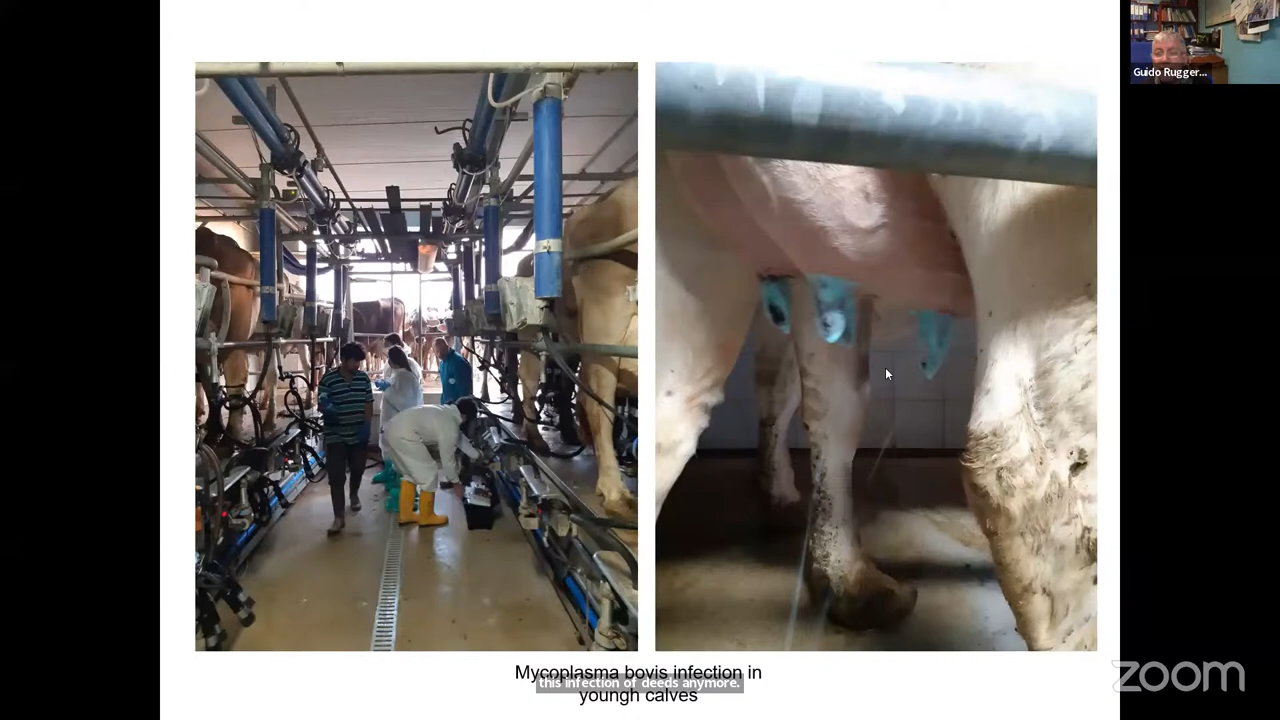 Guido Rugger...
Mycoplasma bovis infection in
this infection of deeds anymore.
youngh calves
zoom